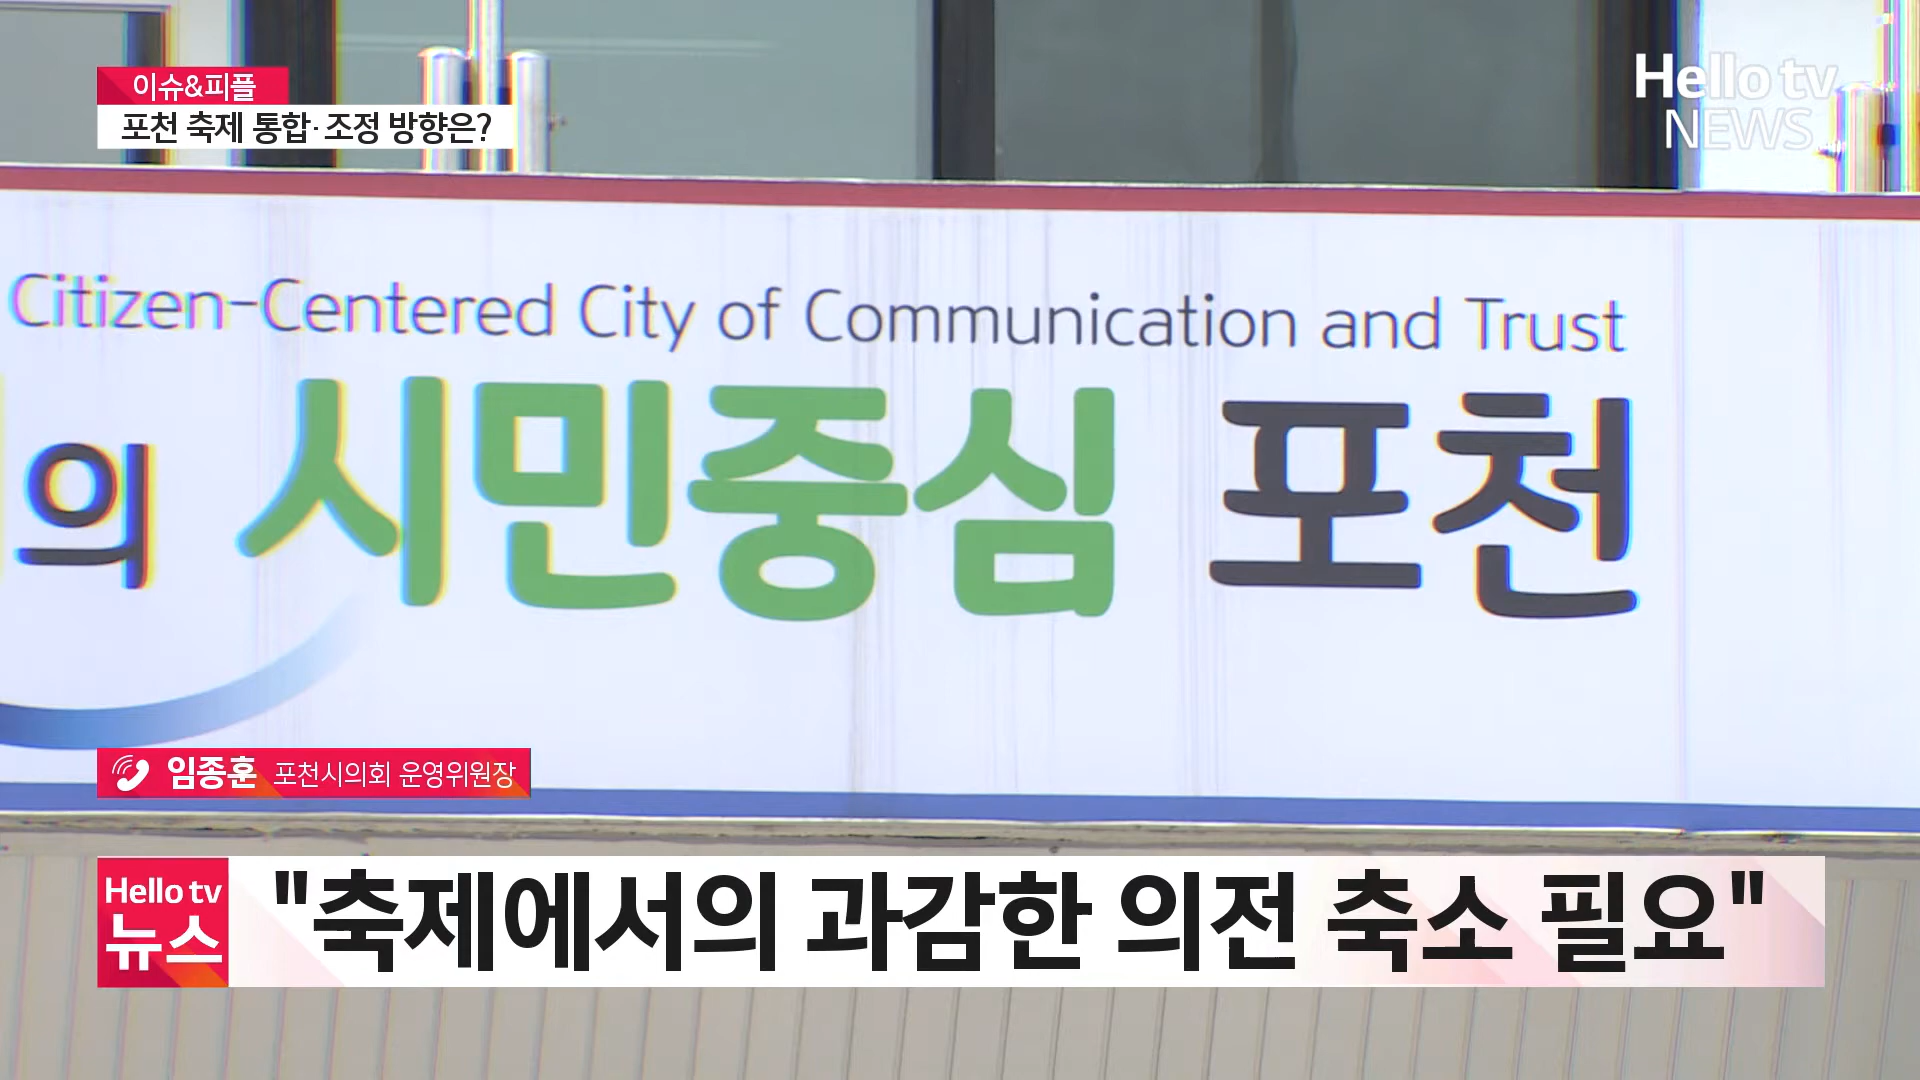 이슈&피플
포천 축제 통합·조정 방향은?
Hello tv
NEWS
Citizen-Centered City of Communication and Trust
의 시민중심 포천
임종훈 포천시의회 운영위원장
Hello tv
뉴스
"축제에서의 과감한 의전 축소 필요"